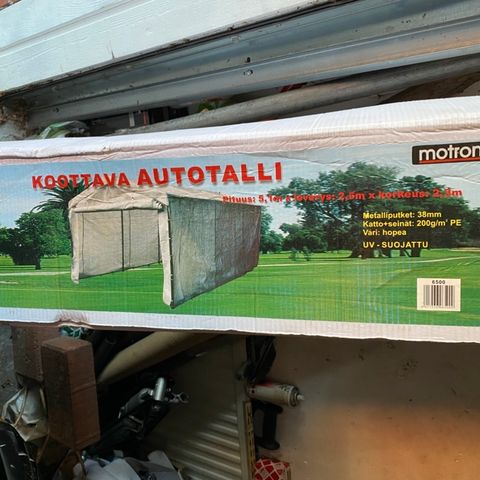 motron
KOOTTAVA AUTOTALLI
Pituus: 5,1m x leveys: 2,6m x korkeus: 2,3m
Metalliputket: 38mm
Katto+seinät: 200g/m² PE
Väri: hopea
UV - SUOJATTU
6500